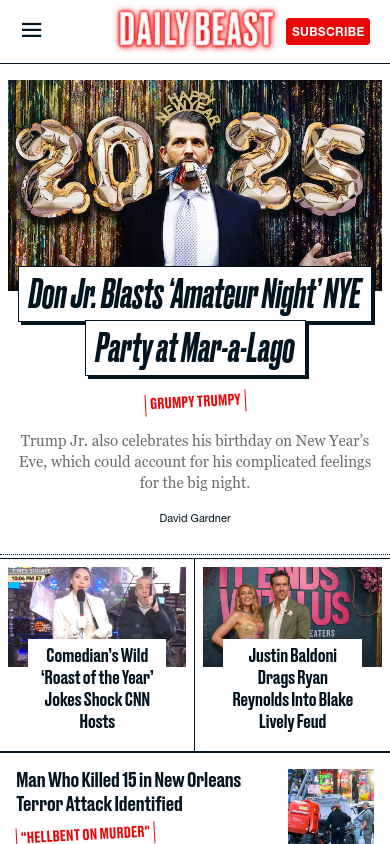 DAILY BEAST
SUBSCRIBE
HAPPY
NEW YEAR
2025
Don Jr. Blasts ‘Amateur Night’ NYE
Party at Mar-a-Lago
GRUMPY TRUMPY
Trump Jr. also celebrates his birthday on New Year’s
Eve, which could account for his complicated feelings
for the big night.
David Gardner
TIMES SQUARE
10:06 PM ET
Comedian’s Wild
‘Roast of the Year’
Jokes Shock CNN
Hosts
IT ENDS
WITH US
THEATERS
Justin Baldoni
Drags Ryan
Reynolds Into Blake
Lively Feud
Man Who Killed 15 in New Orleans
Terror Attack Identified
"HELLBENT ON MURDER"